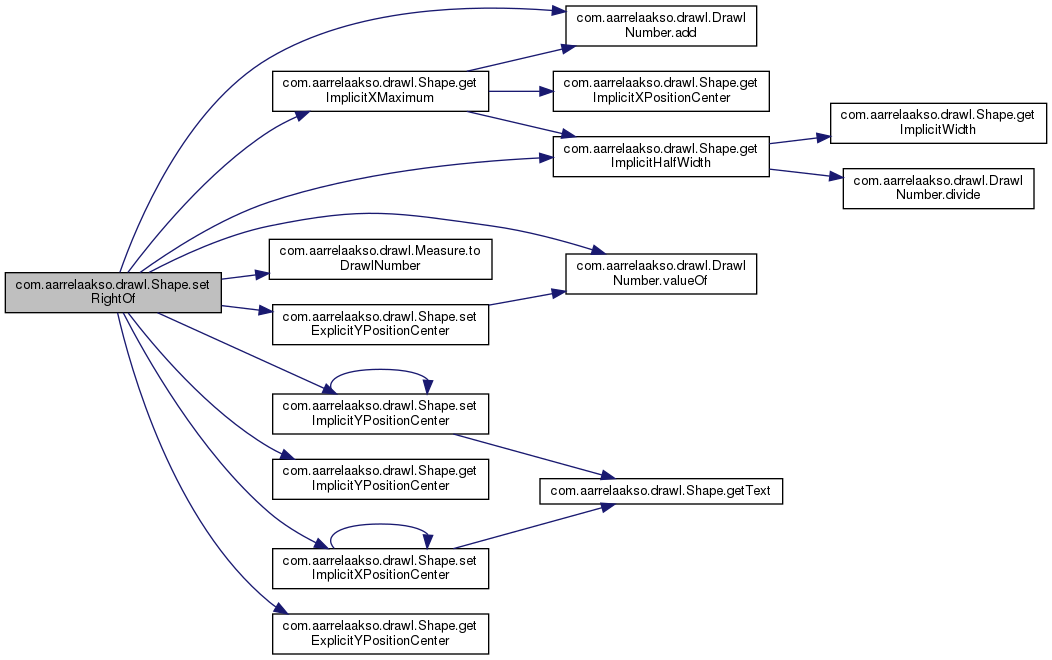 com.aarrelaakso.drawl.Drawl
Number.add
com.aarrelaakso.drawl.Shape.get
ImplicitXMaximum
com.aarrelaakso.drawl.Shape.get
ImplicitXPositionCenter
com.aarrelaakso.drawl.Shape.get
ImplicitWidth
com.aarrelaakso.drawl.Shape.get
ImplicitHalfWidth
com.aarrelaakso.drawl.Drawl
Number.divide
com.aarrelaakso.drawl.Measure.to
DrawlNumber
com.aarrelaakso.drawl.Drawl
Number.valueOf
com.aarrelaakso.drawl.Shape.set
RightOf
com.aarrelaakso.drawl.Shape.set
ExplicitYPositionCenter
com.aarrelaakso.drawl.Shape.set
ImplicitYPositionCenter
com.aarrelaakso.drawl.Shape.get
ImplicitYPositionCenter
com.aarrelaakso.drawl.Shape.getText
com.aarrelaakso.drawl.Shape.set
ImplicitXPositionCenter
com.aarrelaakso.drawl.Shape.get
ExplicitYPositionCenter